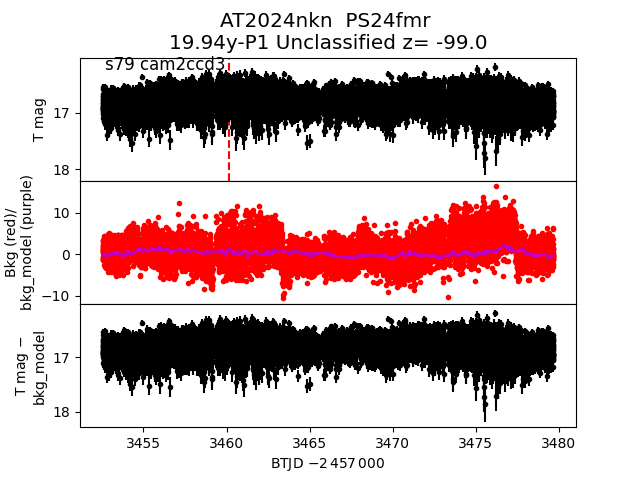 AT2024nkn  PS24fmr
19.94y-P1 Unclassified z= -99.0
s79 cam2ccd3
T mag
17
18
Bkg (red)/
bkg_model (purple)
10
0
−10
T mag −
bkg_model
17
18
3455 3460 3465 3470 3475 3480
BTJD −2 457 000